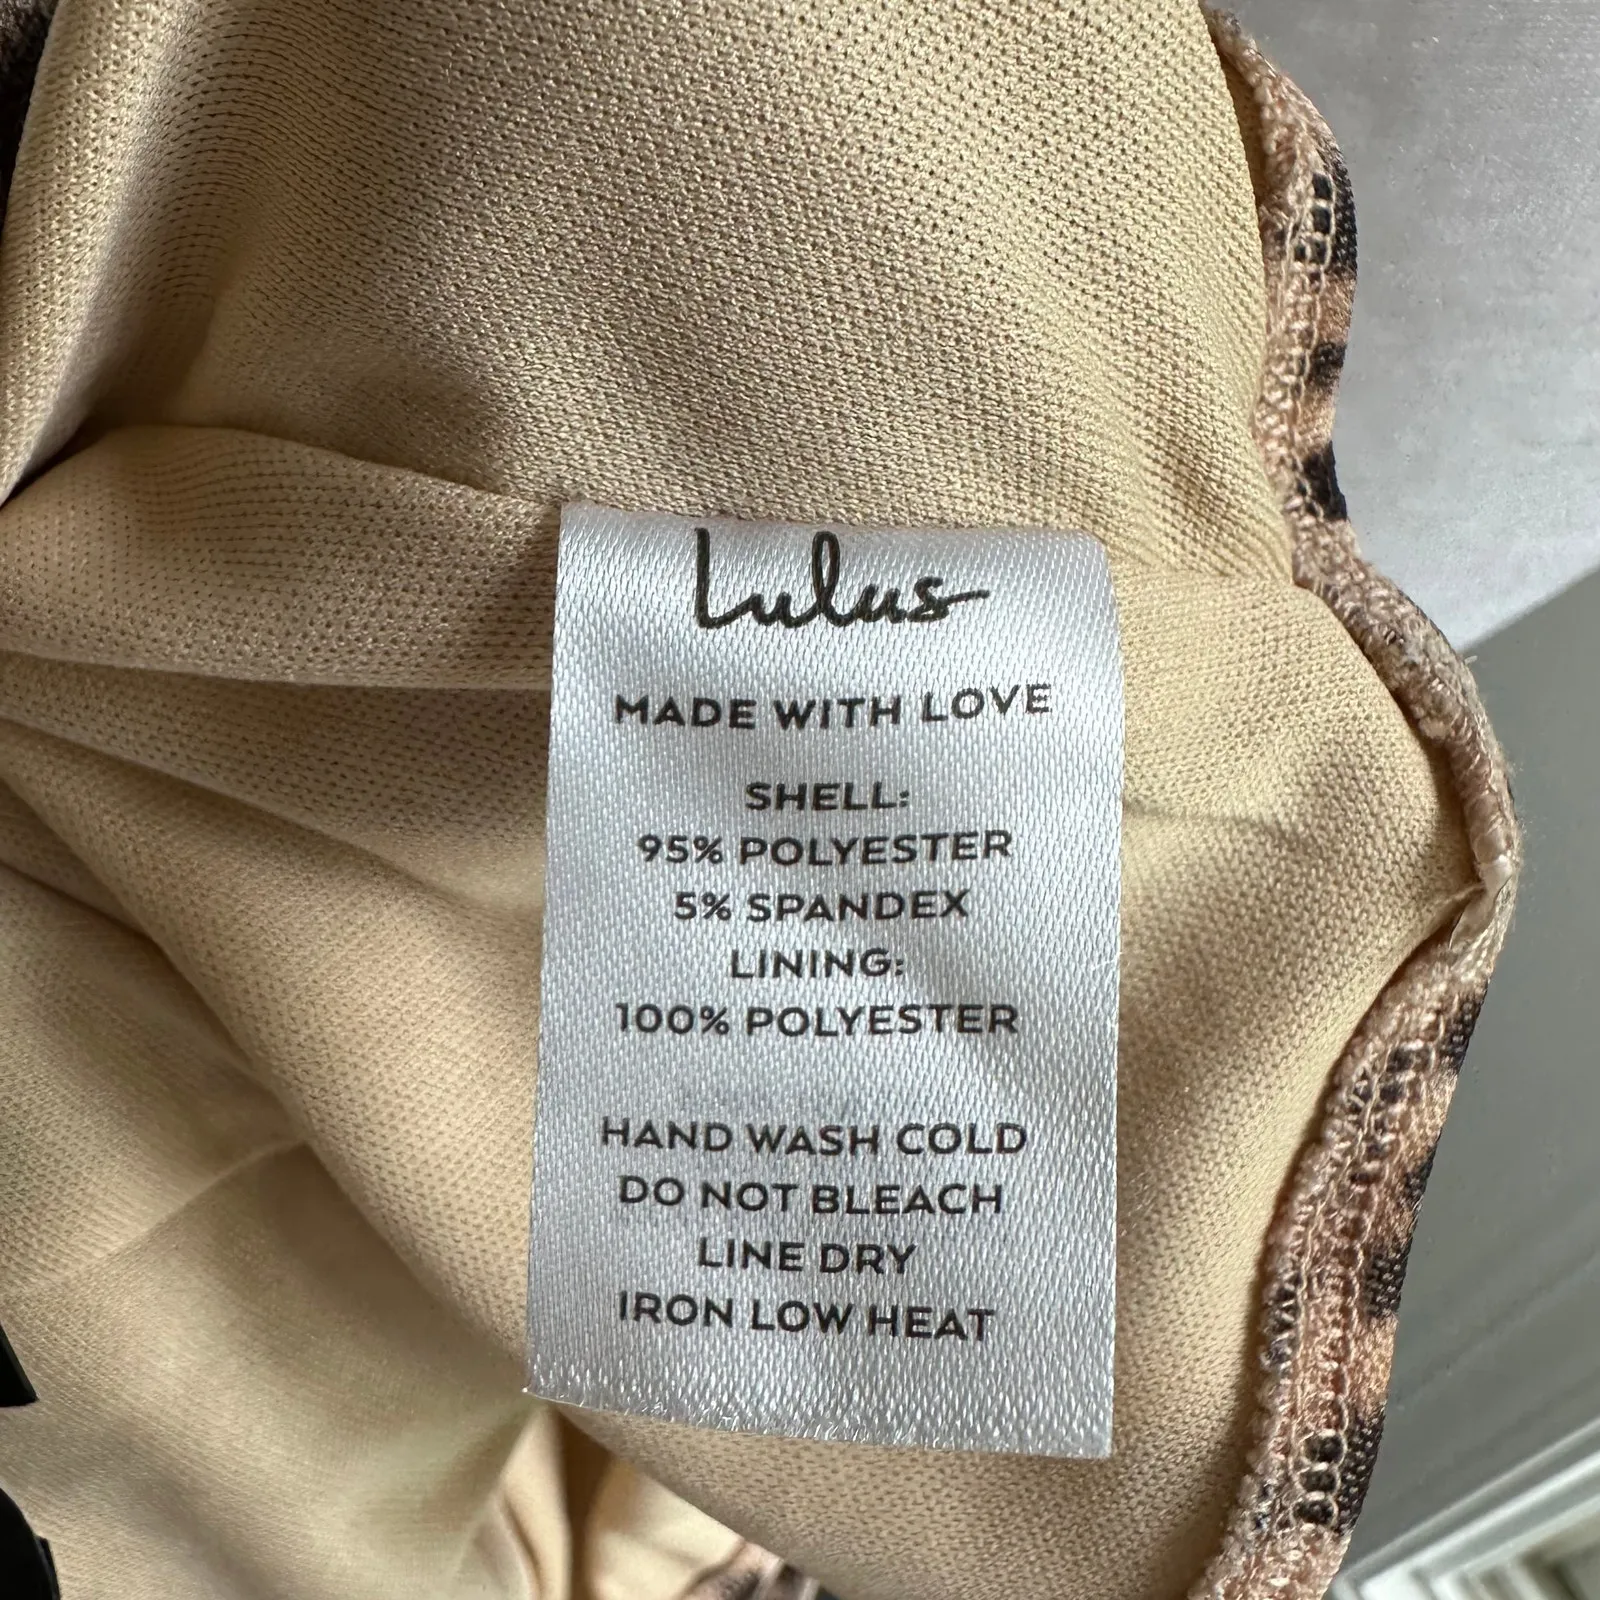 Lulus
MADE WITH LOVE
SHELL:
95% POLYESTER
5% SPANDEX
LINING:
100% POLYESTER
HAND WASH COLD
DO NOT BLEACH
LINE DRY
IRON LOW HEAT